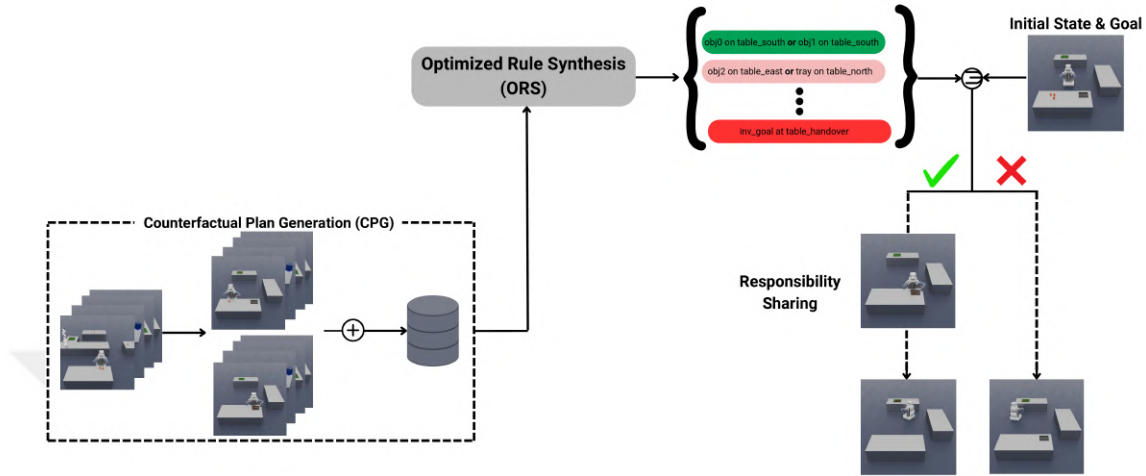 Initial State & Goal
obj0 on table_south or obj1 on table_south
Optimized Rule Synthesis
(ORS)
obj2 on table_east or tray on table_north
inv_goal at table_handover
Counterfactual Plan Generation (CPG)
Responsibility
Sharing